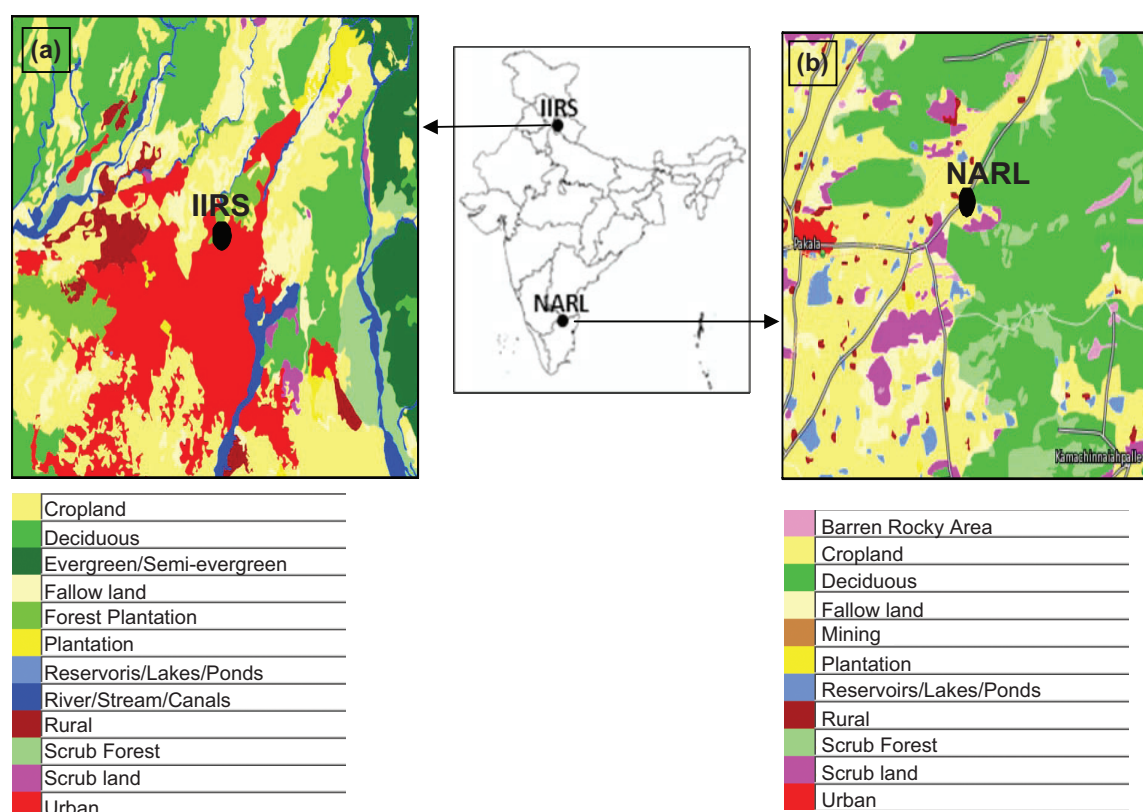 (a)
IIRS
IIRS
NARL
(b)
NARL
Pakala
Kamachinnaiahpalle
Cropland
Deciduous
Evergreen/Semi-evergreen
Fallow land
Forest Plantation
Plantation
Reservoris/Lakes/Ponds
River/Stream/Canals
Rural
Scrub Forest
Scrub land
Urban
Barren Rocky Area
Cropland
Deciduous
Fallow land
Mining
Plantation
Reservoirs/Lakes/Ponds
Rural
Scrub Forest
Scrub land
Urban